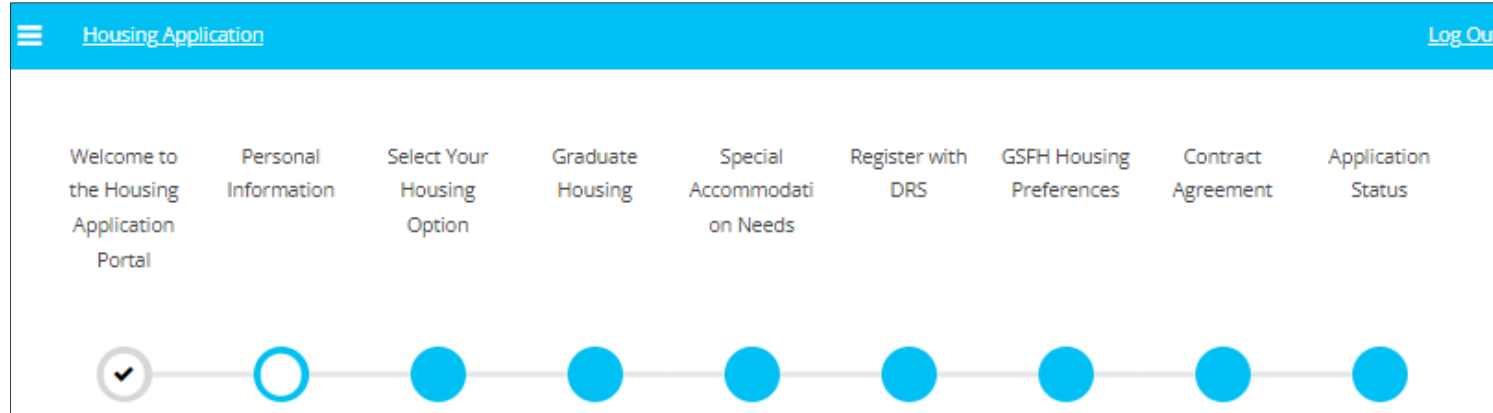 Housing Application
Log Ou
Welcome to
the Housing
Application
Portal
Personal
Information
Select Your
Housing
Option
Graduate
Housing
Special
Accommodati
on Needs
Register with
DRS
GSFH Housing
Preferences
Contract
Agreement
Application
Status